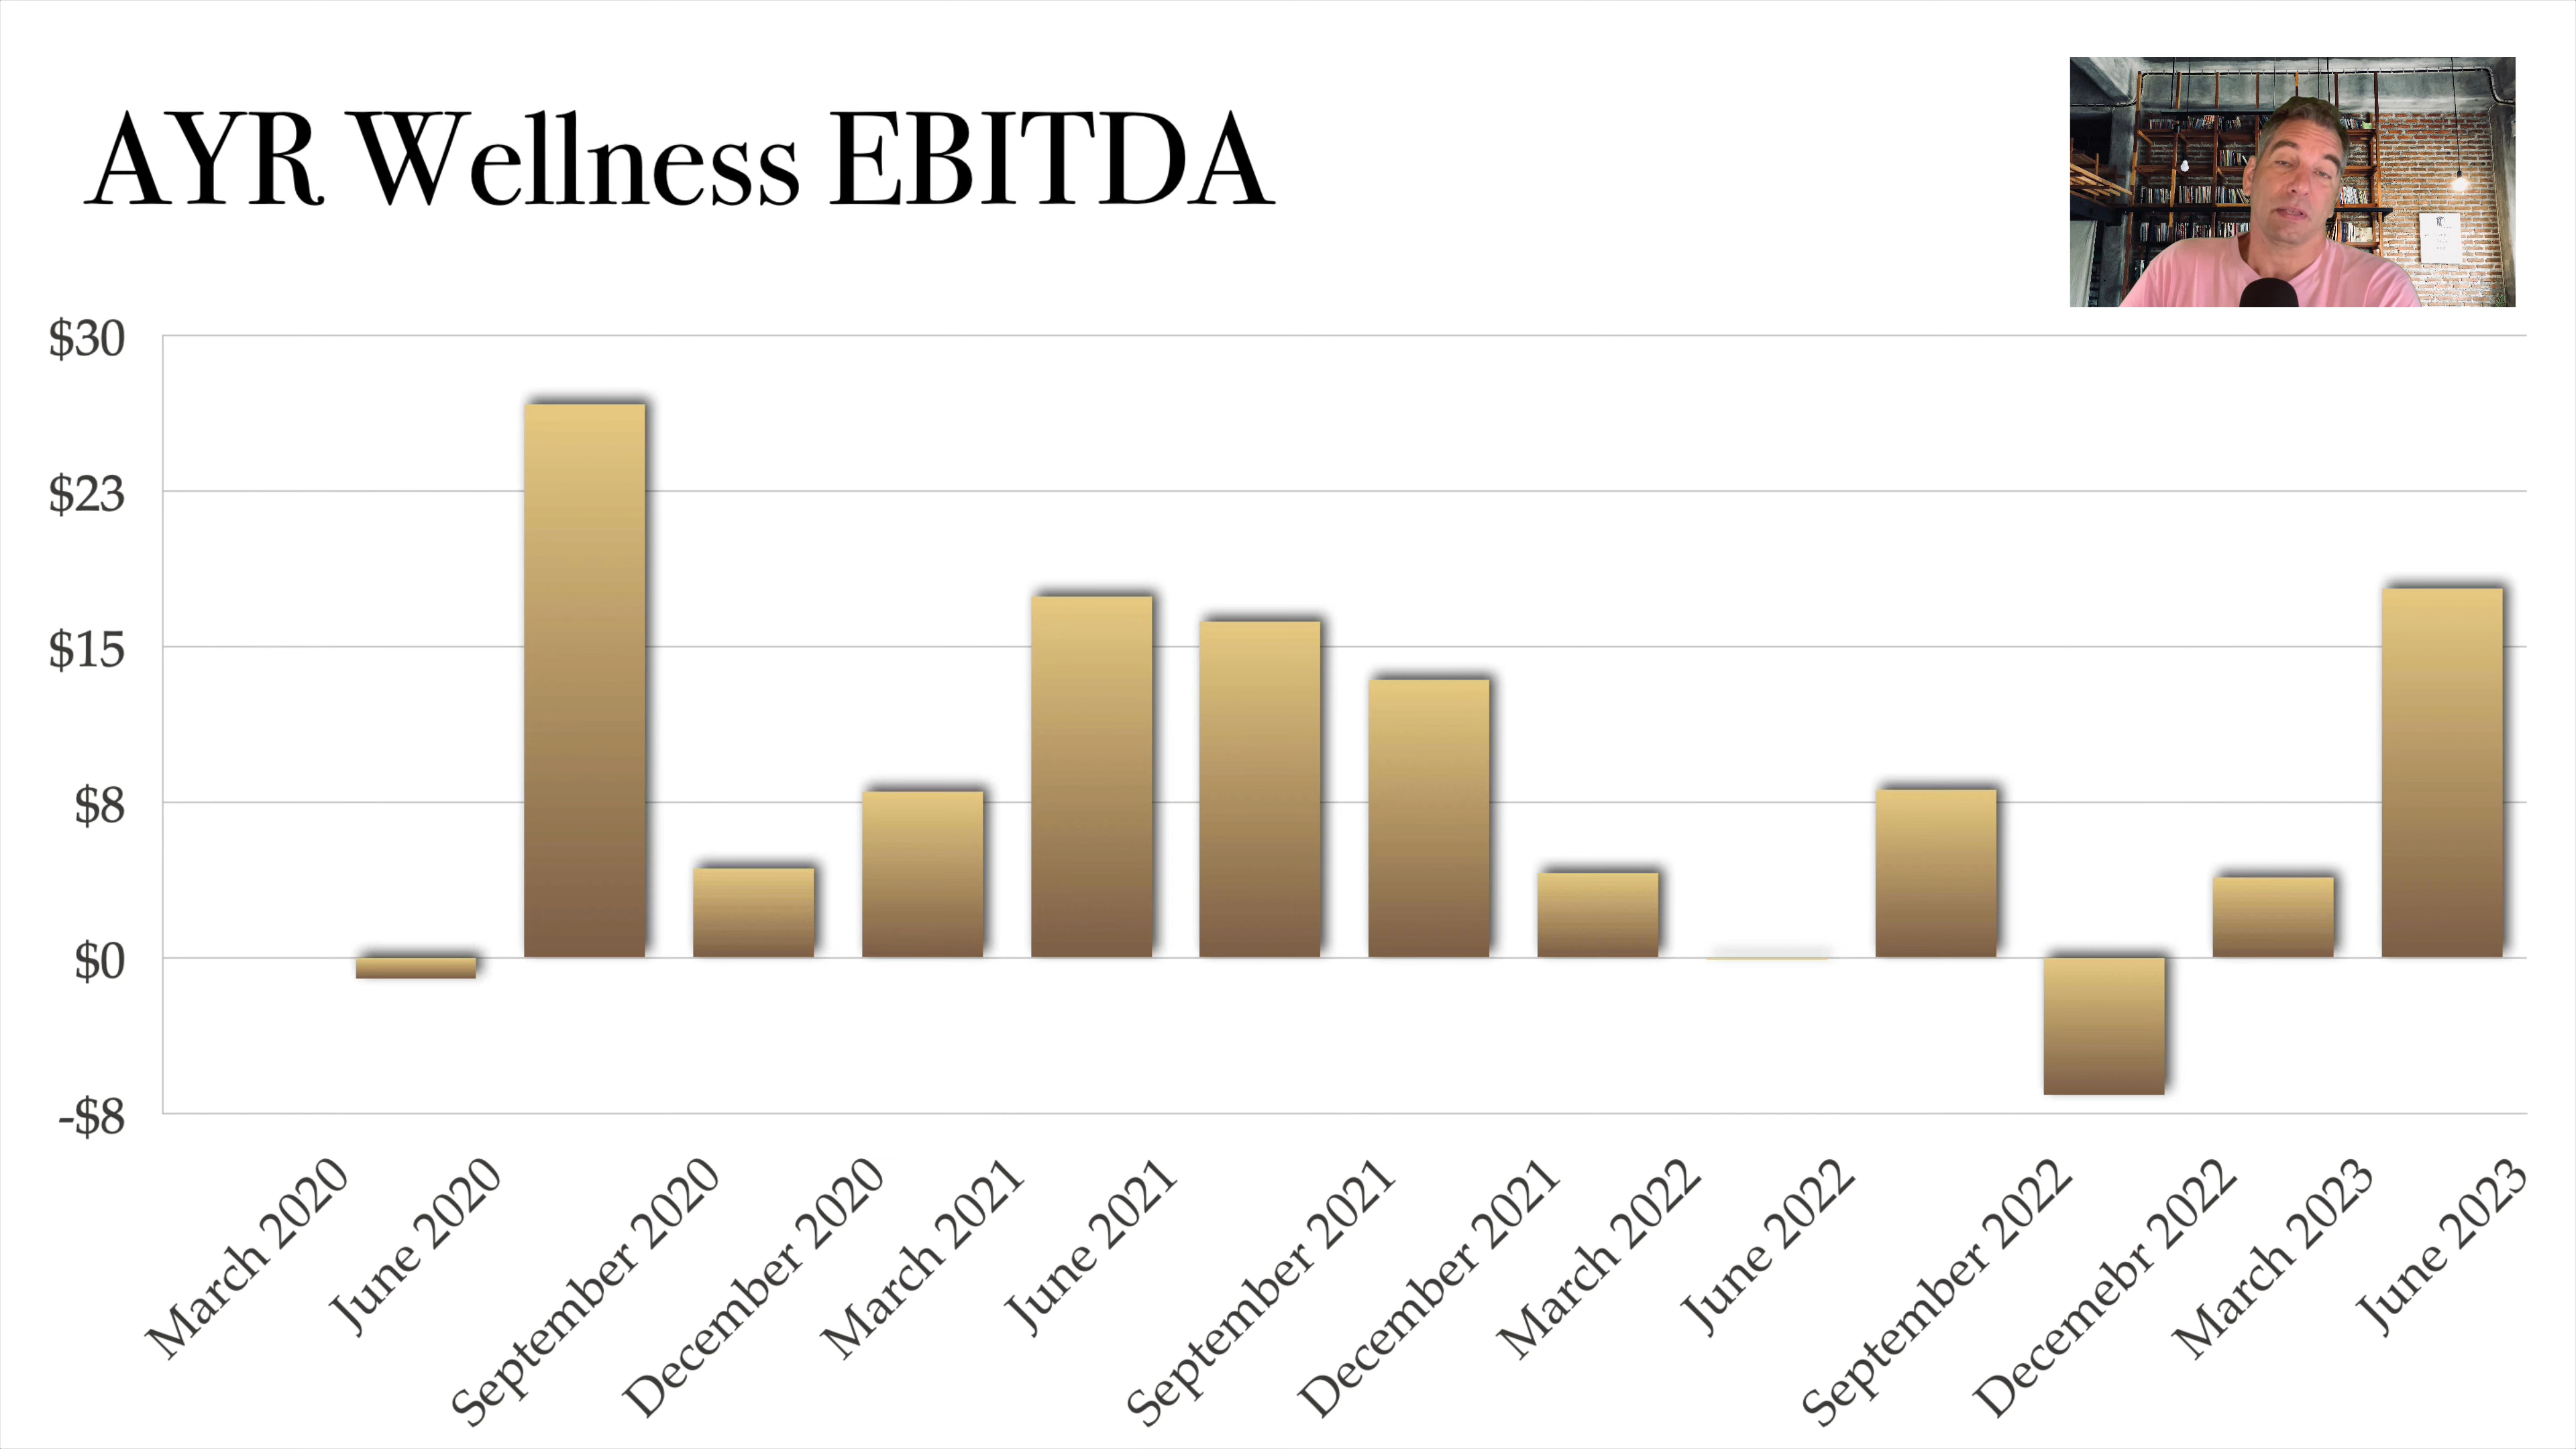 AYR Wellness EBITDA
$30
$23
$15
$8
$0
-$8
March 2020
June 2020
September 2020
December 2020
March 2021
June 2021
September 2021
December 2021
March 2022
June 2022
September 2022
Decemebr 2022
March 2023
June 2023